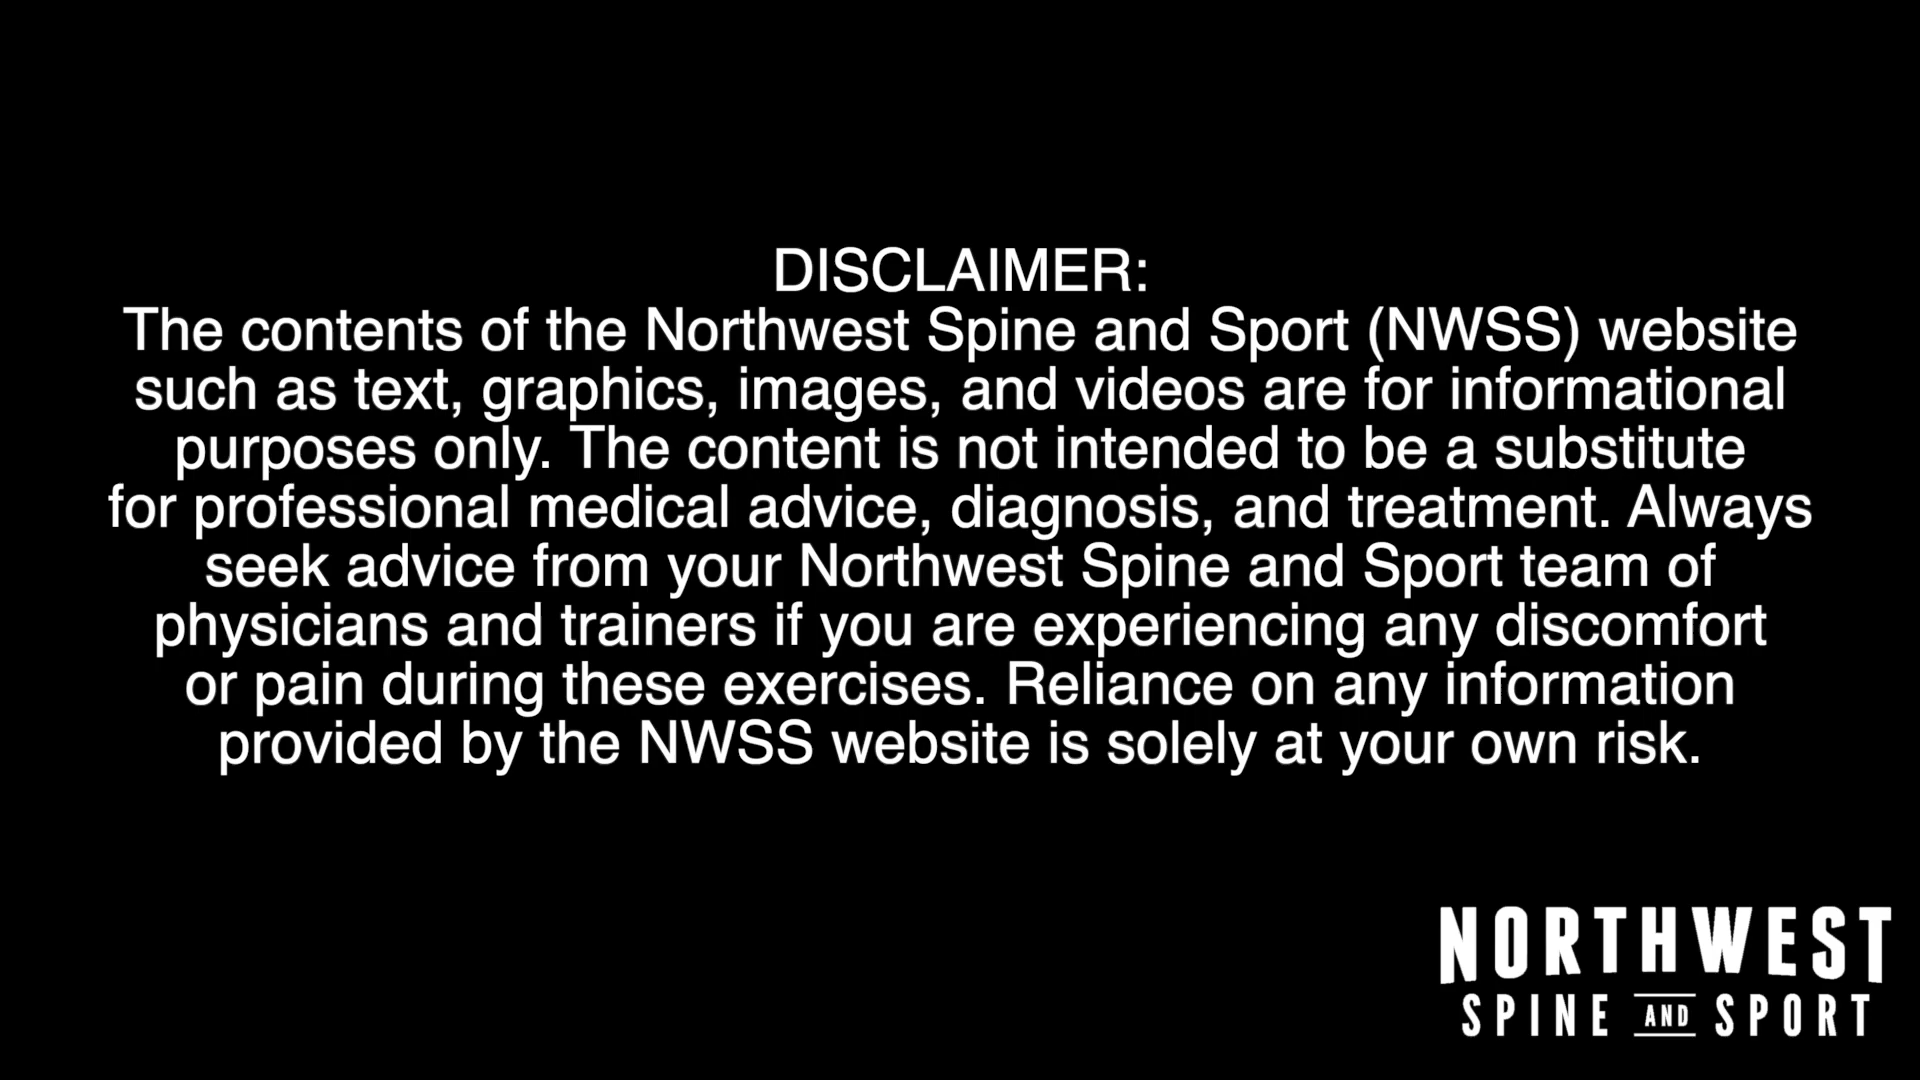 DISCLAIMER:
The contents of the Northwest Spine and Sport (NWSS) website
such as text, graphics, images, and videos are for informational
purposes only. The content is not intended to be a substitute
for professional medical advice, diagnosis, and treatment. Always
seek advice from your Northwest Spine and Sport team of
physicians and trainers if you are experiencing any discomfort
or pain during these exercises. Reliance on any information
provided by the NWSS website is solely at your own risk.
NORTHWEST
SPINE AND SPORT